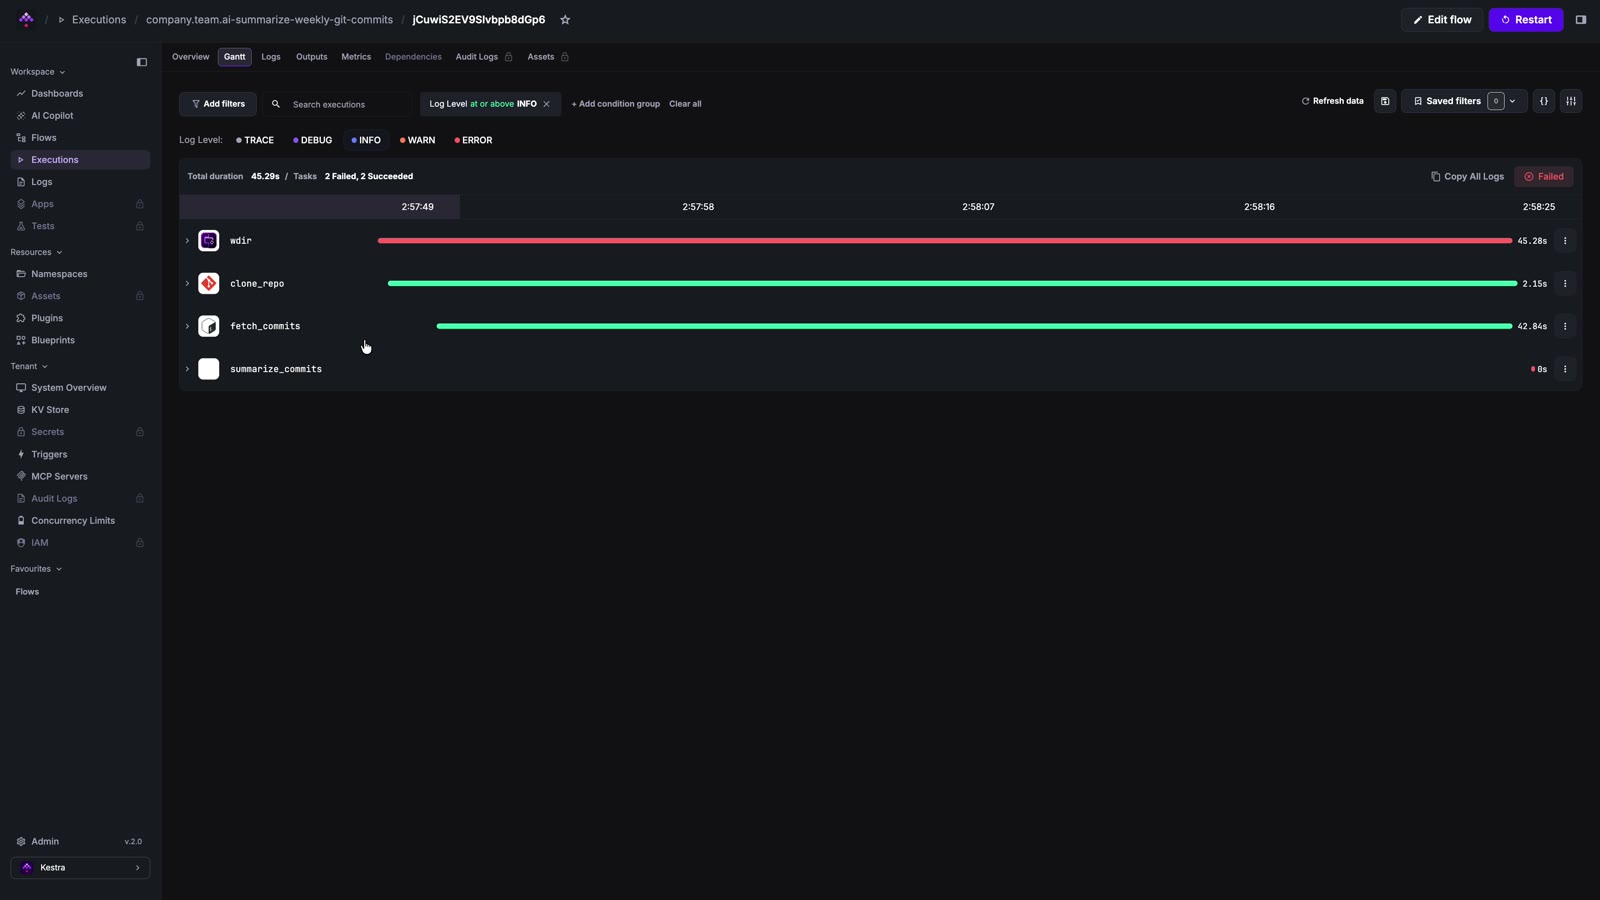 / Executions / company.team.ai-summarize-weekly-git-commits / jCuwiS2EV9Slvbpb8dGp6
Edit flow
Restart
Workspace
Dashboards
AI Copilot
Flows
Executions
Logs
Apps
Tests
Resources
Namespaces
Assets
Plugins
Blueprints
Tenant
System Overview
KV Store
Secrets
Triggers
MCP Servers
Audit Logs
Concurrency Limits
IAM
Favourites
Flows
Admin v.2.0
Kestra
Overview Gantt Logs Outputs Metrics Dependencies Audit Logs Assets
Add filters Search executions Log Level at or above INFO + Add condition group Clear all
Refresh data Saved filters 0 {}
Log Level: TRACE DEBUG INFO WARN ERROR
Total duration 45.29s / Tasks 2 Failed, 2 Succeeded
Copy All Logs Failed
2:57:49 2:57:58 2:58:07 2:58:16 2:58:25
wdir 45.28s
clone_repo 2.15s
fetch_commits 42.84s
summarize_commits 0s